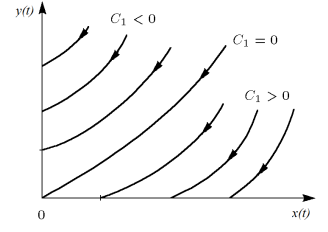 y(t)
C₁ < 0
C₁ = 0
C₁ > 0
0
x(t)